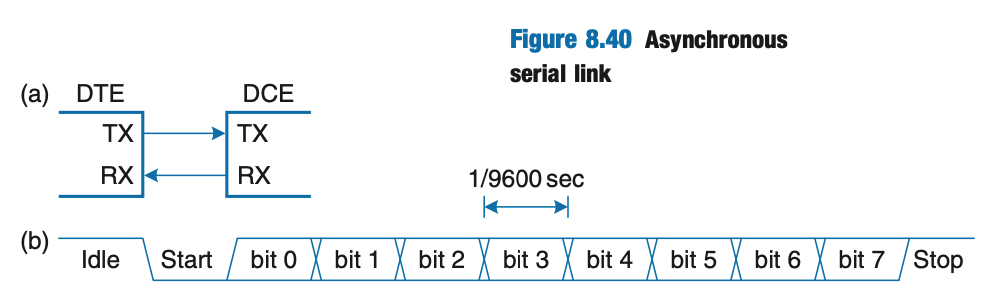 Figure 8.40 Asynchronous
serial link
(a) DTE DCE
TX TX
RX RX
1/9600 sec
(b) Idle Start bit 0 bit 1 bit 2 bit 3 bit 4 bit 5 bit 6 bit 7 Stop